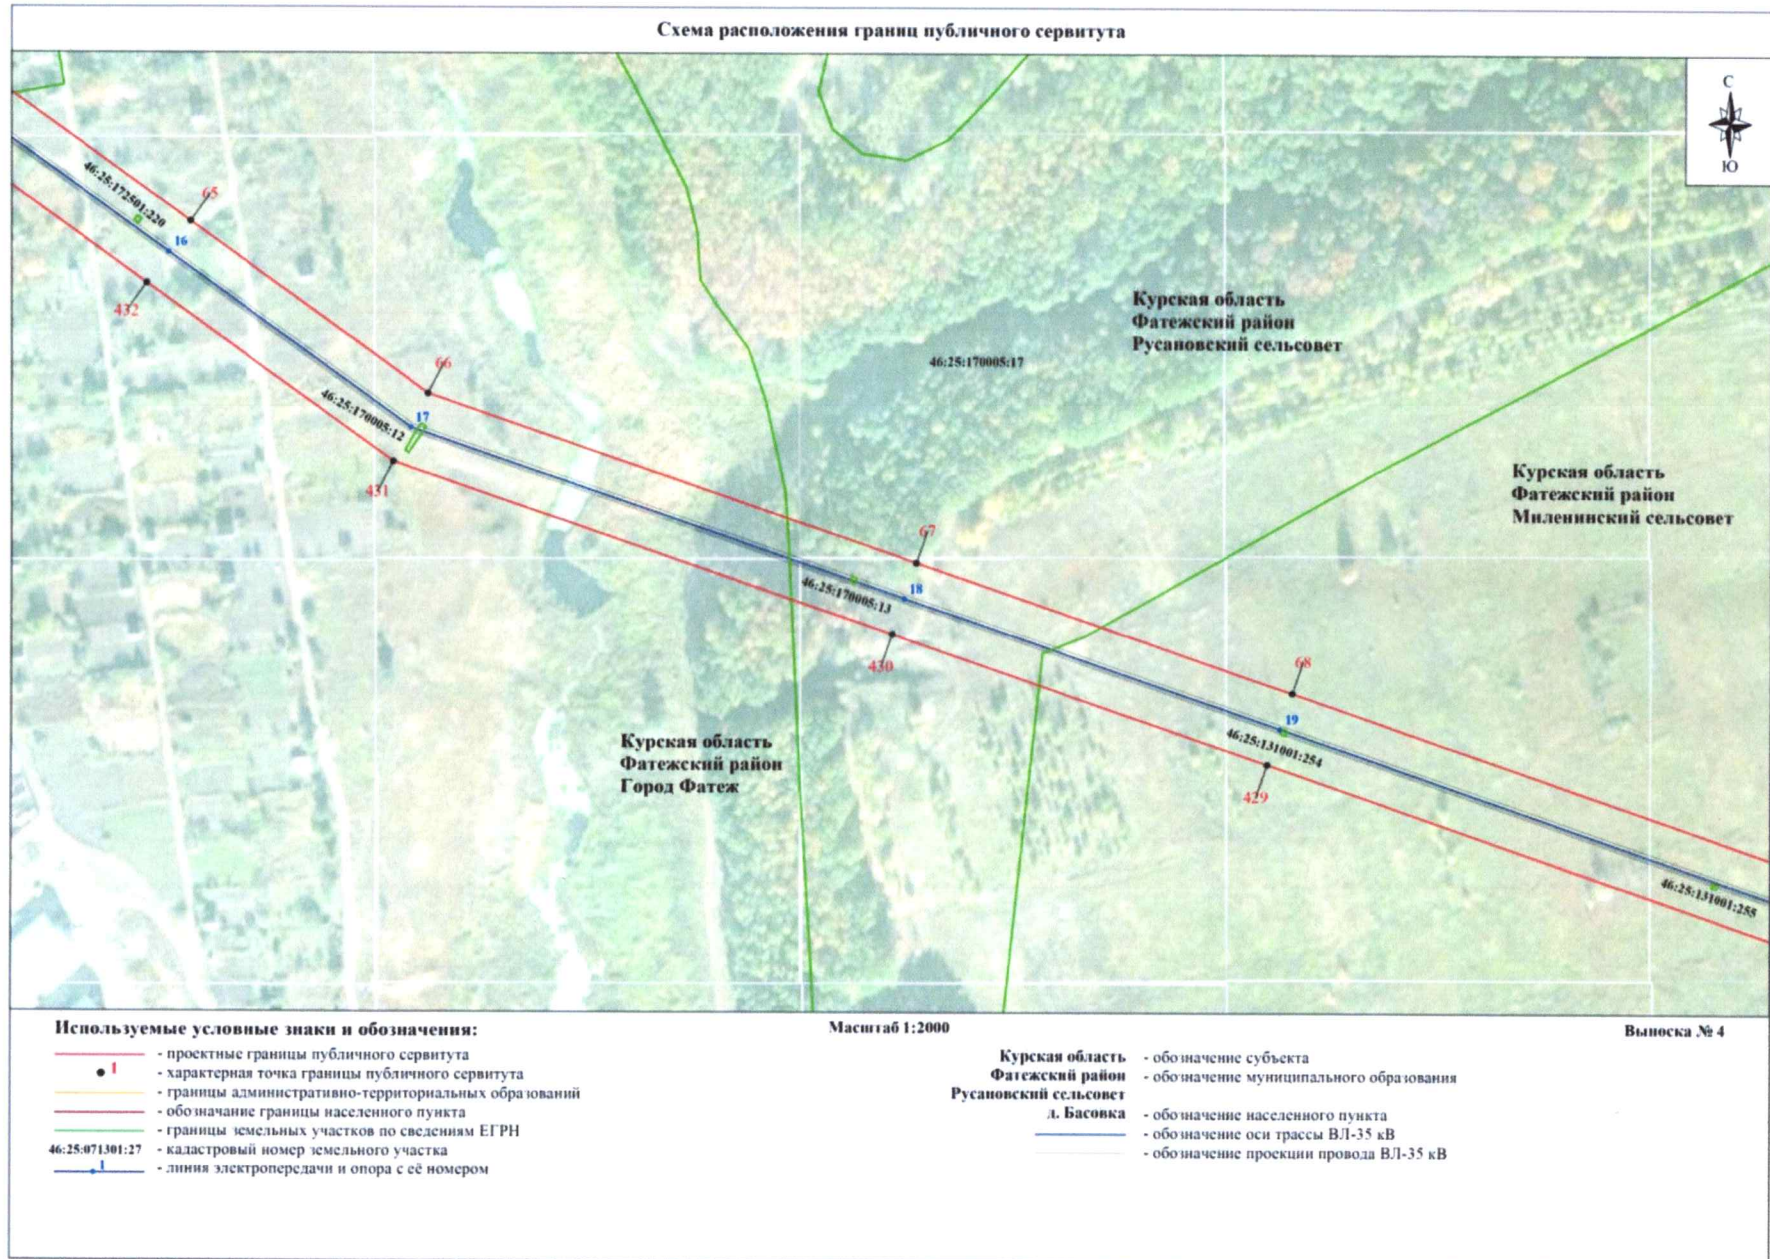 Схема расположения границ публичного сервитута
С
Ю
46:25:172501:220
65
16
432
66
46:25:170005:12
17
431
Курская область
Фатежский район
Русановский сельсовет
46:25:170005:17
Курская область
Фатежский район
Миленинский сельсовет
67
46:25:170005:13
18
430
68
19
46:25:131001:254
429
Курская область
Фатежский район
Город Фатеж
46:25:131001:255
Используемые условные знаки и обозначения:
Масштаб 1:2000
Выноска № 4
- проектные границы публичного сервитута
1 - характерная точка границы публичного сервитута
- границы административно-территориальных образований
- обозначание границы населенного пункта
- границы земельных участков по сведениям ЕГРН
46:25:071301:27 - кадастровый номер земельного участка
1 - линия электропередачи и опора с её номером
Курская область - обозначение субъекта
Фатежский район - обозначение муниципального образования
Русановский сельсовет
д. Басовка - обозначение населенного пункта
- обозначение оси трассы ВЛ-35 кВ
- обозначение проекции провода ВЛ-35 кВ